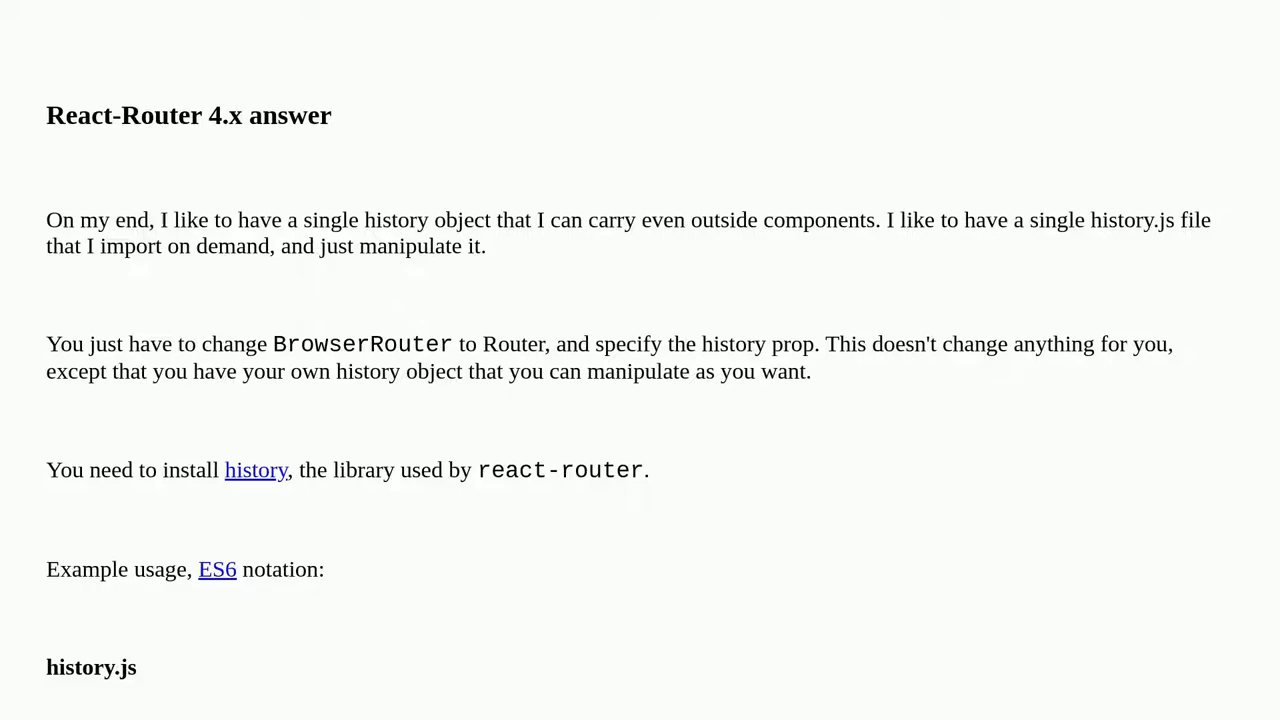 React-Router 4.x answer
On my end, I like to have a single history object that I can carry even outside components. I like to have a single history.js file
that I import on demand, and just manipulate it.
You just have to change BrowserRouter to Router, and specify the history prop. This doesn't change anything for you,
except that you have your own history object that you can manipulate as you want.
You need to install history, the library used by react-router.
Example usage, ES6 notation:
history.js